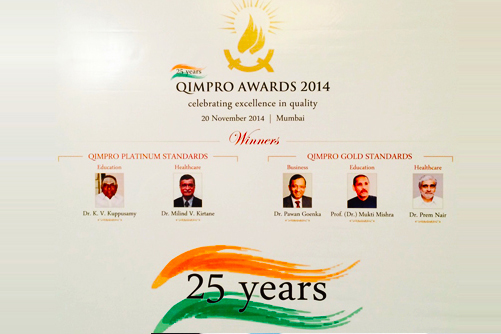 25 years
QIMPRO AWARDS 2014
celebrating excellence in quality
20 November 2014 | Mumbai
Winners
QIMPRO PLATINUM STANDARDS
Education
Healthcare
Dr. K. V. Kuppusamy
Dr. Milind V. Kirtane
QIMPRO GOLD STANDARDS
Business
Education
Healthcare
Dr. Pawan Goenka
Prof. (Dr.) Mukti Mishra
Dr. Prem Nair
25 years